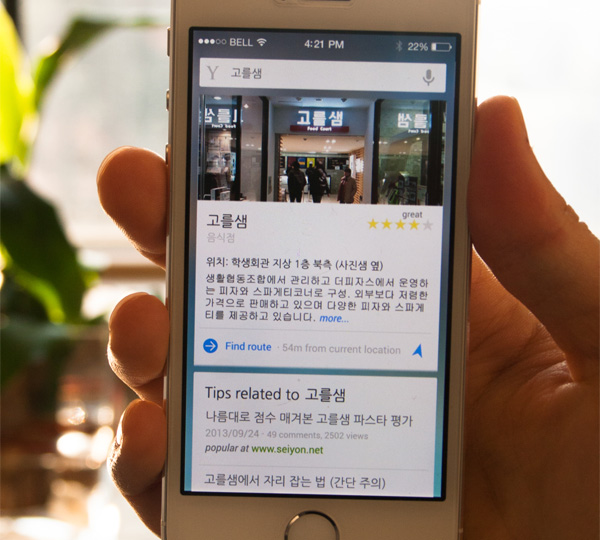 BELL 4:21 PM 22%
Y 고를샘
고를샘
Food Court
고를샘
great
음식점
위치: 학생회관 지상 1층 북측 (사진샘 옆)
생활협동조합에서 관리하고 더피자스에서 운영하
는 피자와 스파게티코너로 구성. 외부보다 저렴한
가격으로 판매하고 있으며 다양한 피자와 스파게
티를 제공하고 있습니다. more...
Find route · 54m from current location
Tips related to 고를샘
나름대로 점수 매겨본 고를샘 파스타 평가
2013/09/24 · 49 comments, 2502 views
popular at www.seiyon.net
고를샘에서 자리 잡는 법 (간단 주의)